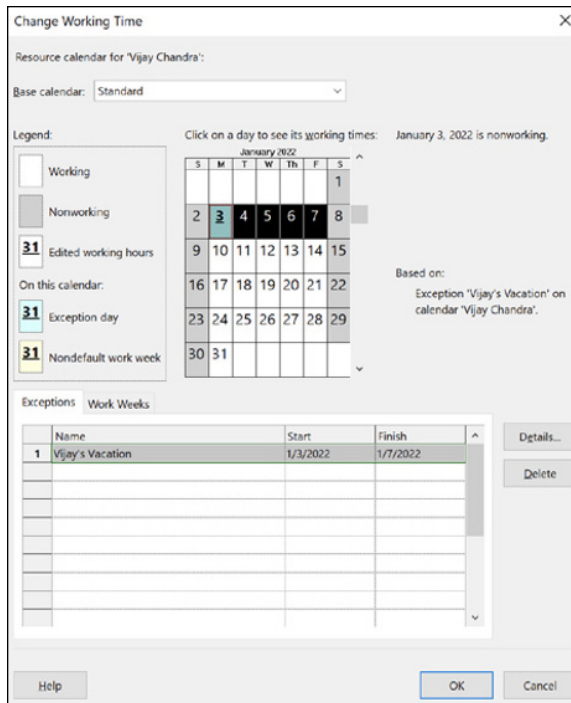 Change Working Time
Resource calendar for 'Vijay Chandra':
Base calendar: Standard
Legend:
Working
Nonworking
31 Edited working hours
On this calendar:
31 Exception day
31 Nondefault work week
Click on a day to see its working times:
January 2022
S M T W Th F S
1
2 3 4 5 6 7 8
9 10 11 12 13 14 15
16 17 18 19 20 21 22
23 24 25 26 27 28 29
30 31
January 3, 2022 is nonworking.
Based on:
Exception 'Vijay's Vacation' on
calendar 'Vijay Chandra'.
Exceptions Work Weeks
Name Start Finish
1 Vijay's Vacation 1/3/2022 1/7/2022
Details...
Delete
Help OK Cancel